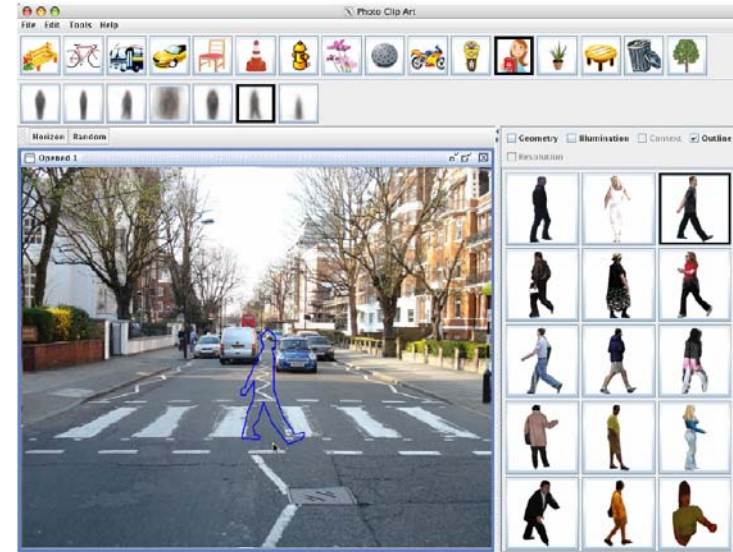 Photo Clip Art
File Edit Tools Help
Horizon Random
Geometry Illumination Context Outline
Opened 1
Resolution